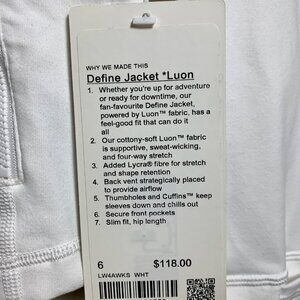 WHY WE MADE THIS
Define Jacket *Luon
1. Whether you're up for adventure
or ready for downtime, our
fan-favourite Define Jacket,
powered by Luon™ fabric, has a
feel-good fit that can do it
all
2. Our cottony-soft Luon™ fabric
is supportive, sweat-wicking,
and four-way stretch
3. Added Lycra® fibre for stretch
and shape retention
4. Back vent strategically placed
to provide airflow
5. Thumbholes and Cuffins™ keep
sleeves down and chills out
6. Secure front pockets
7. Slim fit, hip length
6 $118.00
LW4AWKS WHT